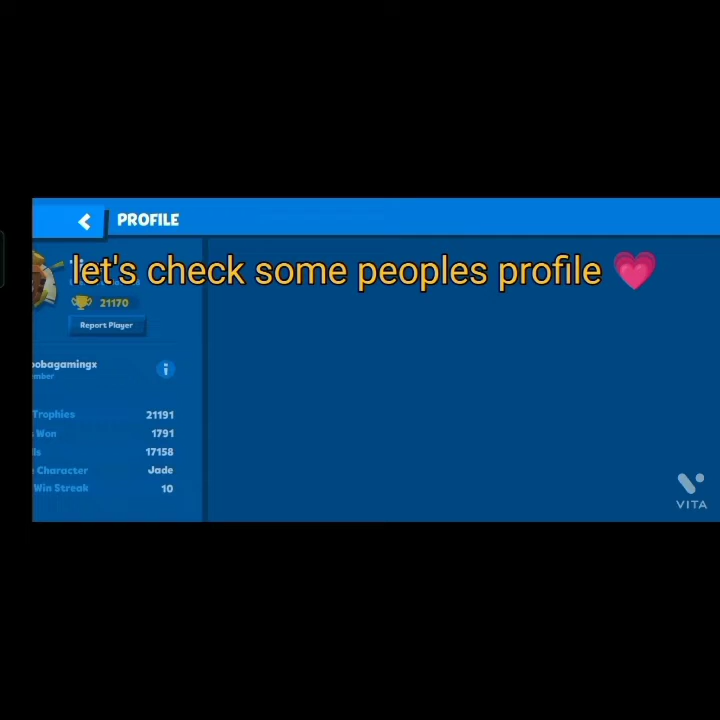 PROFILE
let's check some peoples profile 💗
21170
Report Player
obagamingx
Trophies 21191
Won 1791
17158
Character Jade
Win Streak 10
VITA